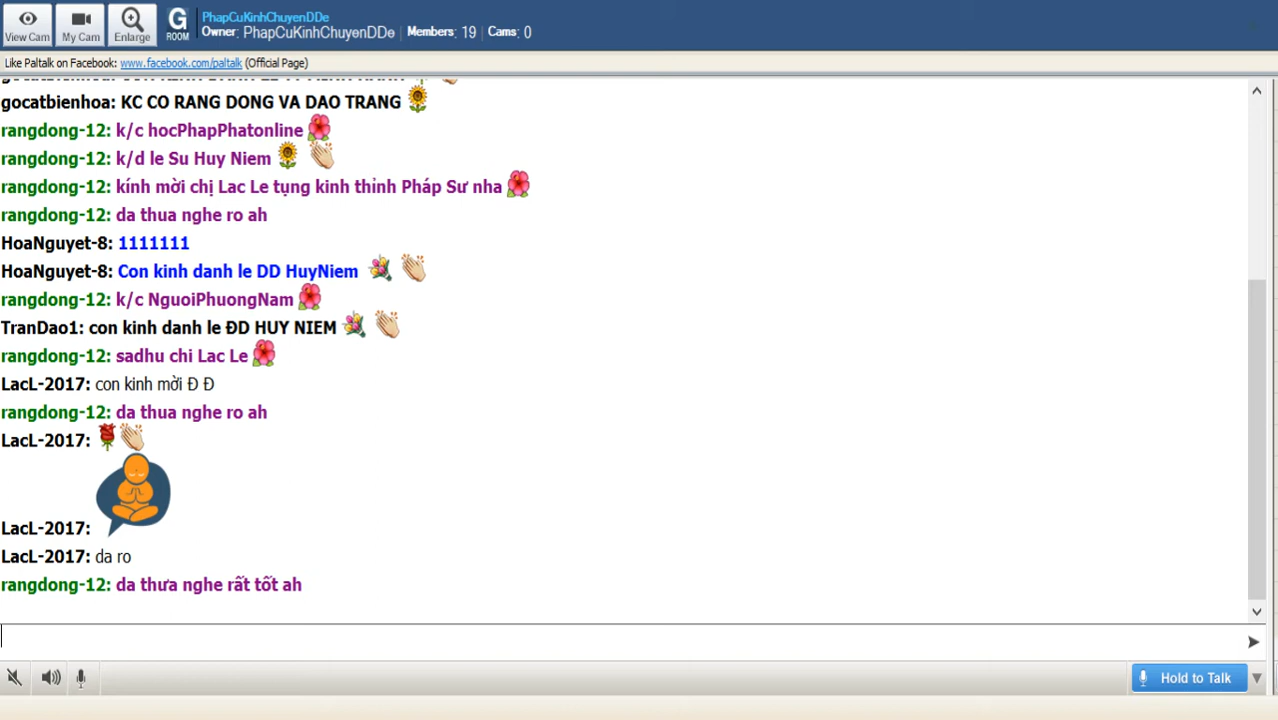 View Cam
My Cam
Enlarge
G
ROOM
PhapCuKinhChuyenDDe
Owner: PhapCuKinhChuyenDDe
Members: 19
Cams: 0
Like Paltalk on Facebook: www.facebook.com/paltalk (Official Page)
gocatbienhoa: KC CO RANG DONG VA DAO TRANG
rangdong-12: k/c hocPhapPhatonline
rangdong-12: k/d le Su Huy Niem
rangdong-12: kính mời chị Lac Le tụng kinh thỉnh Pháp Sư nha
rangdong-12: da thua nghe ro ah
HoaNguyet-8: 1111111
HoaNguyet-8: Con kinh danh le DD HuyNiem
rangdong-12: k/c NguoiPhuongNam
TranDao1: con kinh danh le ĐD HUY NIEM
rangdong-12: sadhu chi Lac Le
LacL-2017: con kinh mời Đ Đ
rangdong-12: da thua nghe ro ah
LacL-2017:
LacL-2017:
LacL-2017: da ro
rangdong-12: da thưa nghe rất tốt ah
Hold to Talk